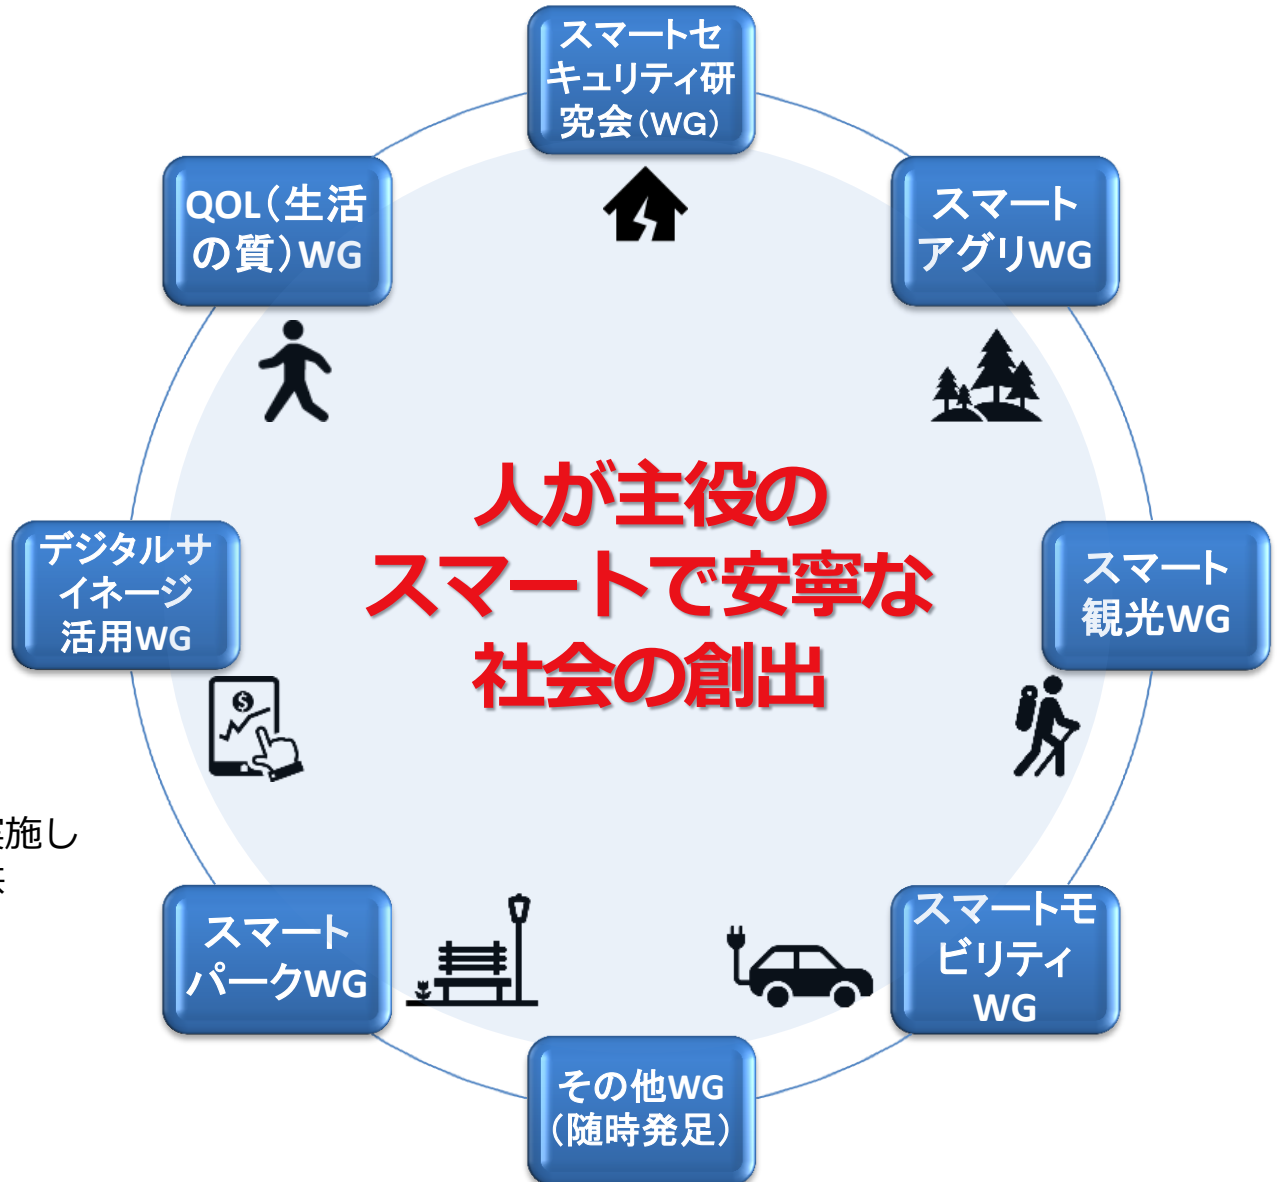 スマートセ
キュリティ研
究会（WG）
QOL（生活
の質）WG
スマート
アグリWG
人が主役の
スマートで安寧な
社会の創出
デジタルサ
イネージ
活用WG
スマート
観光WG
実施し
スマート
パークWG
スマートモ
ビリティ
WG
その他WG
（随時発足）